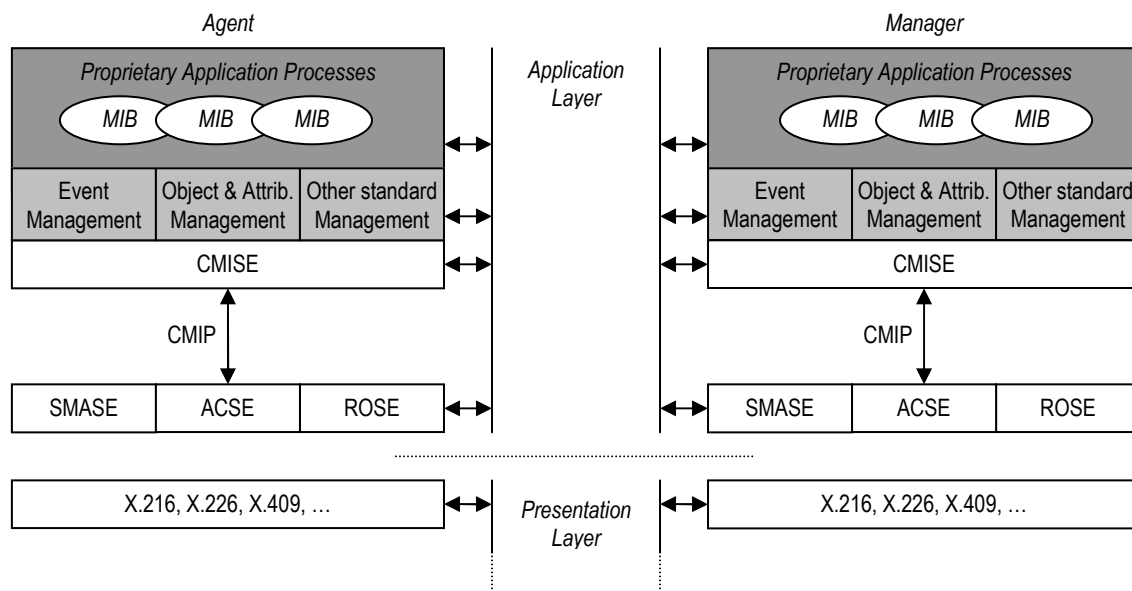 Agent
Manager
Proprietary Application Processes
MIB MIB MIB
Application
Layer
Proprietary Application Processes
MIB MIB MIB
Event
Management
Object & Attrib.
Management
Other standard
Management
Event
Management
Object & Attrib.
Management
Other standard
Management
CMISE
CMISE
CMIP
CMIP
SMASE ACSE ROSE
SMASE ACSE ROSE
X.216, X.226, X.409, …
Presentation
Layer
X.216, X.226, X.409, …